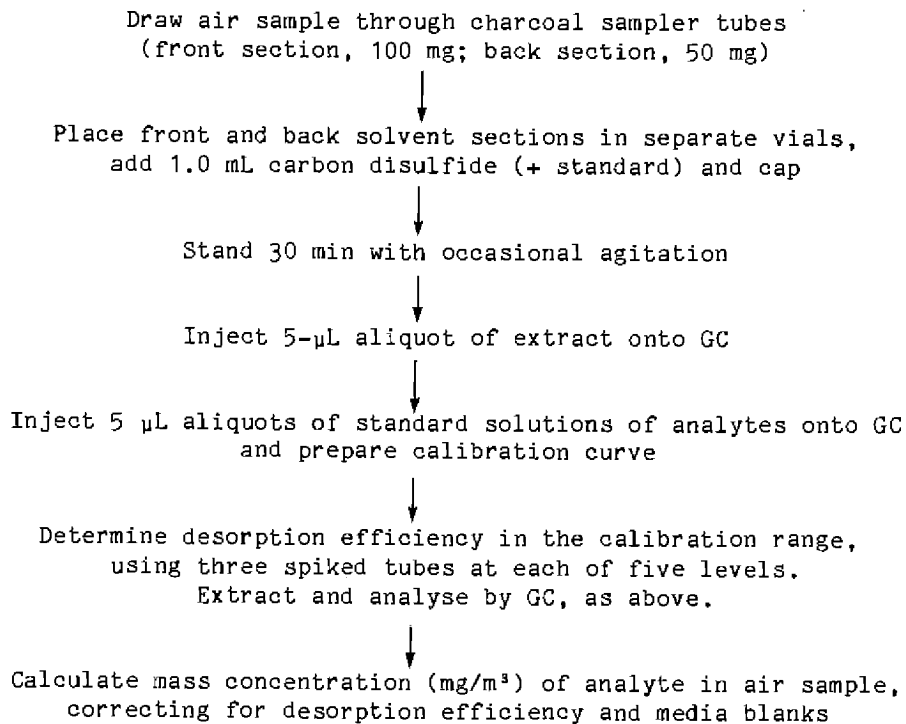 Draw air sample through charcoal sampler tubes
(front section, 100 mg; back section, 50 mg)
Place front and back solvent sections in separate vials,
add 1.0 mL carbon disulfide (+ standard) and cap
Stand 30 min with occasional agitation
Inject 5-µL aliquot of extract onto GC
Inject 5 µL aliquots of standard solutions of analytes onto GC
and prepare calibration curve
Determine desorption efficiency in the calibration range,
using three spiked tubes at each of five levels.
Extract and analyse by GC, as above.
Calculate mass concentration (mg/m³) of analyte in air sample,
correcting for desorption efficiency and media blanks